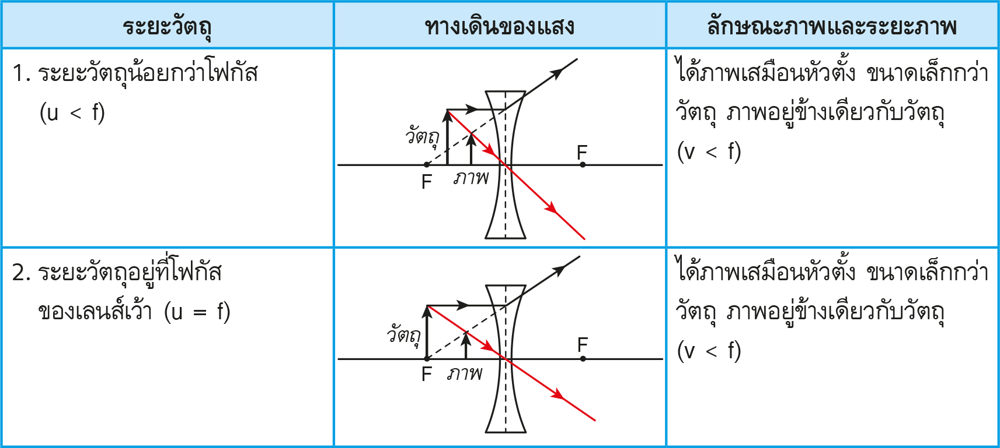 ระยะวัตถุ
ทางเดินของแสง
ลักษณะภาพและระยะภาพ
1. ระยะวัตถุน้อยกว่าโฟกัส
(u < f)
วัตถุ
F
ภาพ
F
ได้ภาพเสมือนหัวตั้ง ขนาดเล็กกว่า
วัตถุ ภาพอยู่ข้างเดียวกับวัตถุ
(v < f)
2. ระยะวัตถุอยู่ที่โฟกัส
ของเลนส์เว้า (u = f)
วัตถุ
F
ภาพ
F
ได้ภาพเสมือนหัวตั้ง ขนาดเล็กกว่า
วัตถุ ภาพอยู่ข้างเดียวกับวัตถุ
(v < f)